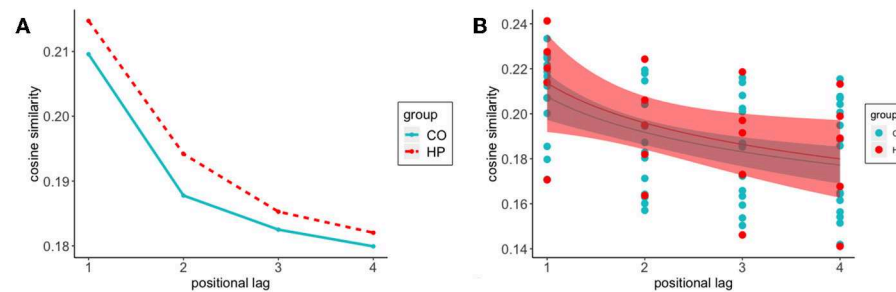 A
cosine similarity
0.21
0.20
0.19
0.18
1 2 3 4
positional lag
group
CO
HP
B
cosine similarity
0.24
0.22
0.20
0.18
0.16
0.14
1 2 3 4
positional lag
group